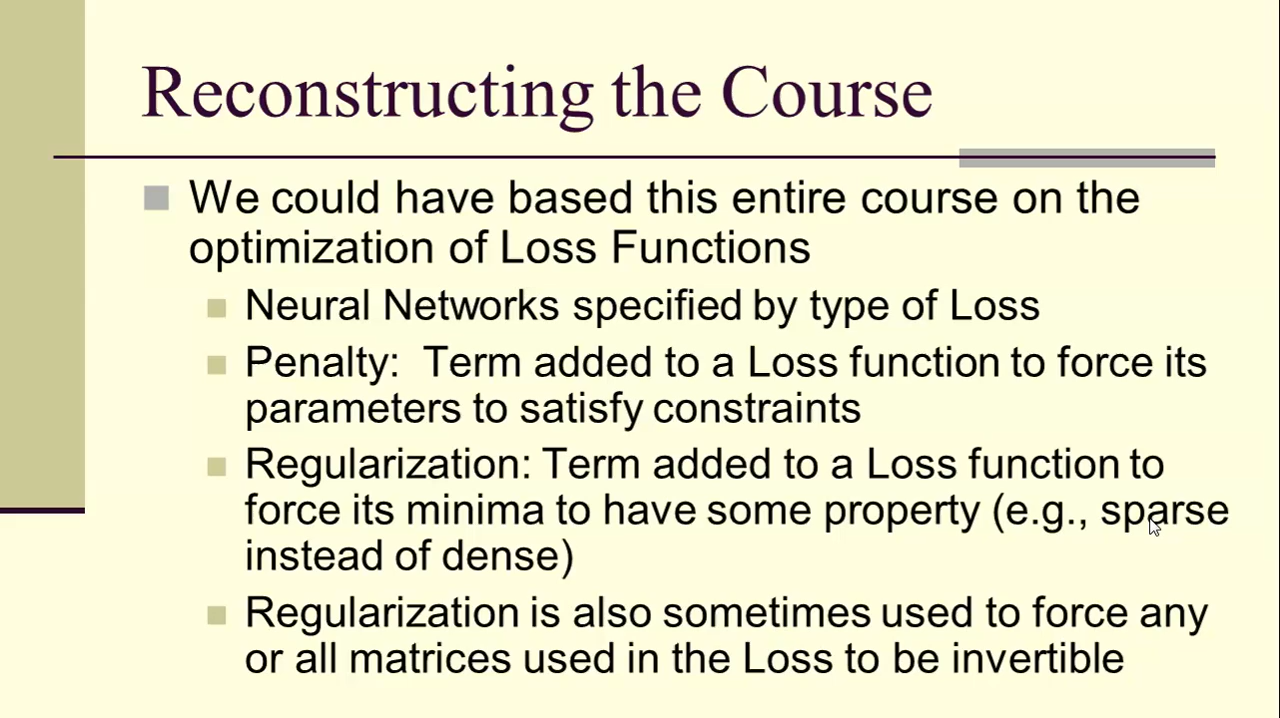 Reconstructing the Course
We could have based this entire course on the
optimization of Loss Functions
Neural Networks specified by type of Loss
Penalty: Term added to a Loss function to force its
parameters to satisfy constraints
Regularization: Term added to a Loss function to
force its minima to have some property (e.g., sparse
instead of dense)
Regularization is also sometimes used to force any
or all matrices used in the Loss to be invertible